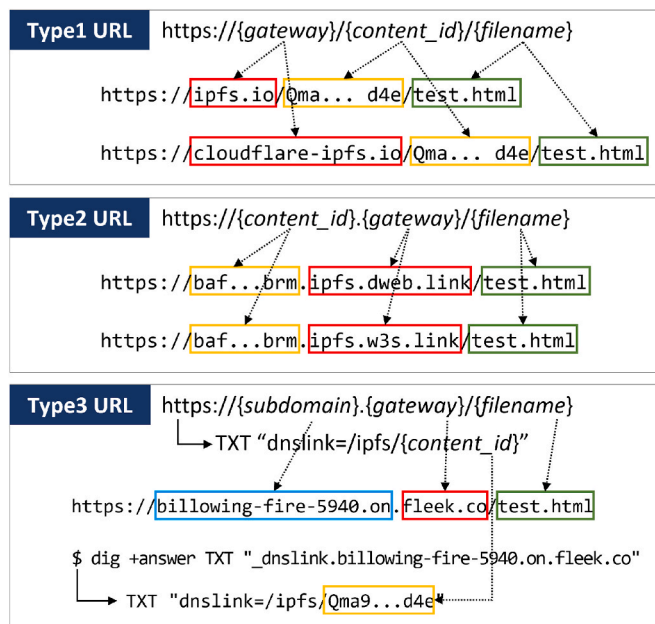 Type1 URL https://{gateway}/{content_id}/{filename}
https://ipfs.io/Qma... d4e/test.html
https://cloudflare-ipfs.io/Qma... d4e/test.html
Type2 URL https://{content_id}.{gateway}/{filename}
https://baf...brm.ipfs.dweb.link/test.html
https://baf...brm.ipfs.w3s.link/test.html
Type3 URL https://{subdomain}.{gateway}/{filename}
TXT “dnslink=/ipfs/{content_id}”
https://billowing-fire-5940.on.fleek.co/test.html
$ dig +answer TXT "_dnslink.billowing-fire-5940.on.fleek.co"
TXT "dnslink=/ipfs/Qma9...d4e"